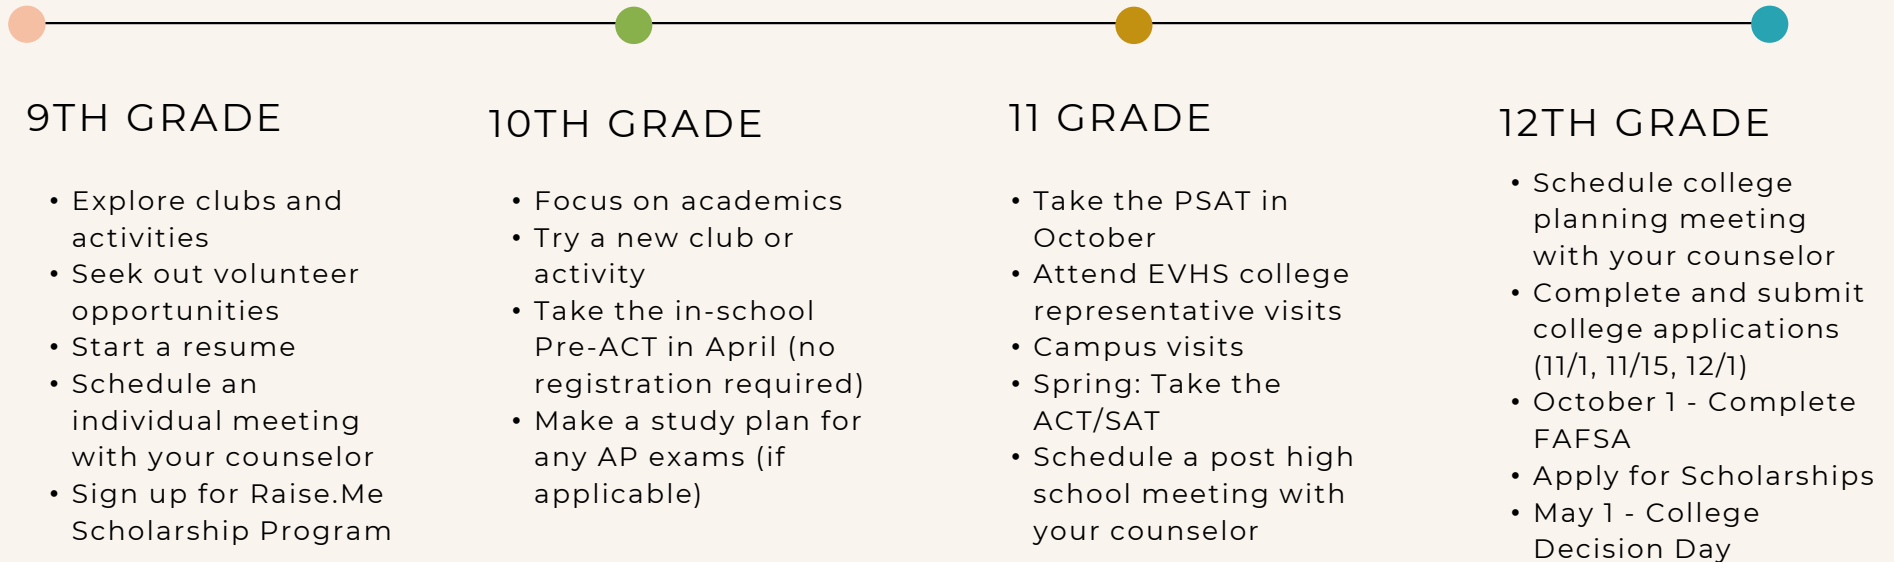 9TH GRADE
• Explore clubs and
activities
• Seek out volunteer
opportunities
• Start a resume
• Schedule an
individual meeting
with your counselor
• Sign up for Raise.Me
Scholarship Program
10TH GRADE
• Focus on academics
• Try a new club or
activity
• Take the in-school
Pre-ACT in April (no
registration required)
• Make a study plan for
any AP exams (if
applicable)
11 GRADE
• Take the PSAT in
October
• Attend EVHS college
representative visits
• Campus visits
• Spring: Take the
ACT/SAT
• Schedule a post high
school meeting with
your counselor
12TH GRADE
• Schedule college
planning meeting
with your counselor
• Complete and submit
college applications
(11/1, 11/15, 12/1)
• October 1 - Complete
FAFSA
• Apply for Scholarships
• May 1 - College
Decision Day